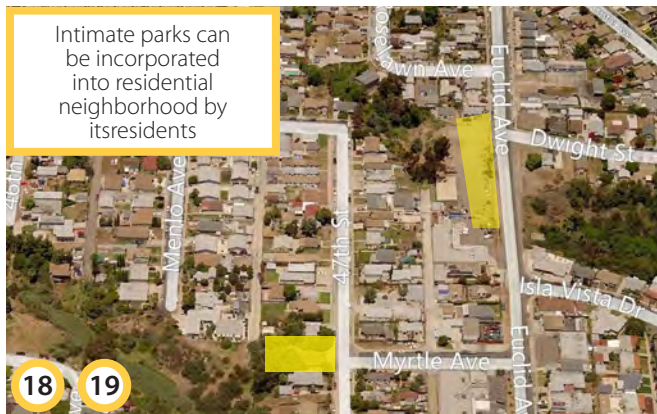 Intimate parks can
be incorporated
into residential
neighborhood by
itsresidents
Euclid Ave
Dwight St
46th
Menlo Ave
47th St
Isla Vista Dr
Myrtle Ave
Euclid A
18
19